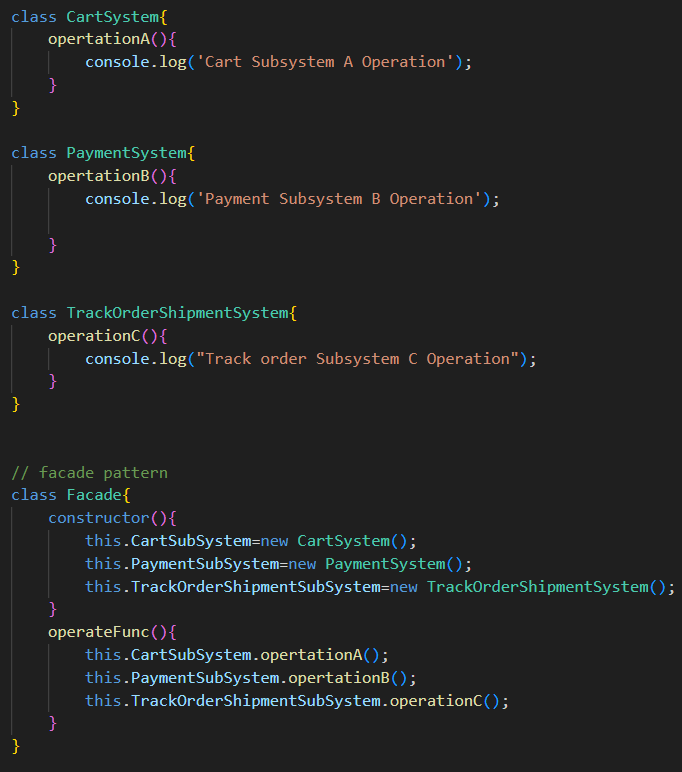 class CartSystem{
    opertationA(){
        console.log('Cart Subsystem A Operation');
    }
}
class PaymentSystem{
    opertationB(){
        console.log('Payment Subsystem B Operation');
    }
}
class TrackOrderShipmentSystem{
    operationC(){
        console.log("Track order Subsystem C Operation");
    }
}
// facade pattern
class Facade{
    constructor(){
        this.CartSubSystem=new CartSystem();
        this.PaymentSubSystem=new PaymentSystem();
        this.TrackOrderShipmentSubSystem=new TrackOrderShipmentSystem();
    }
    operateFunc(){
        this.CartSubSystem.opertationA();
        this.PaymentSubSystem.opertationB();
        this.TrackOrderShipmentSubSystem.operationC();
    }
}